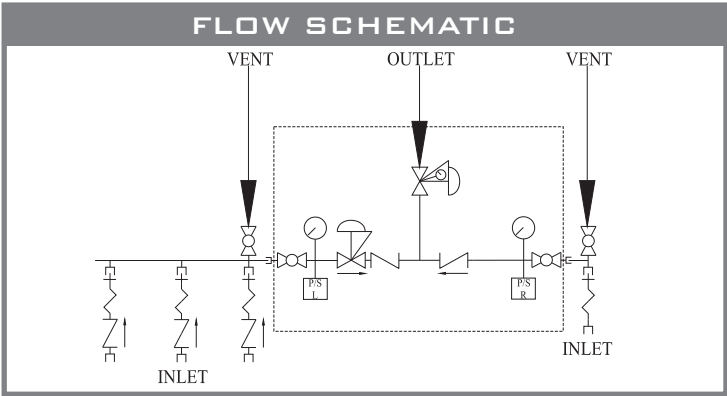 FLOW SCHEMATIC
VENT OUTLET VENT
P/S P/S
L R
INLET
INLET